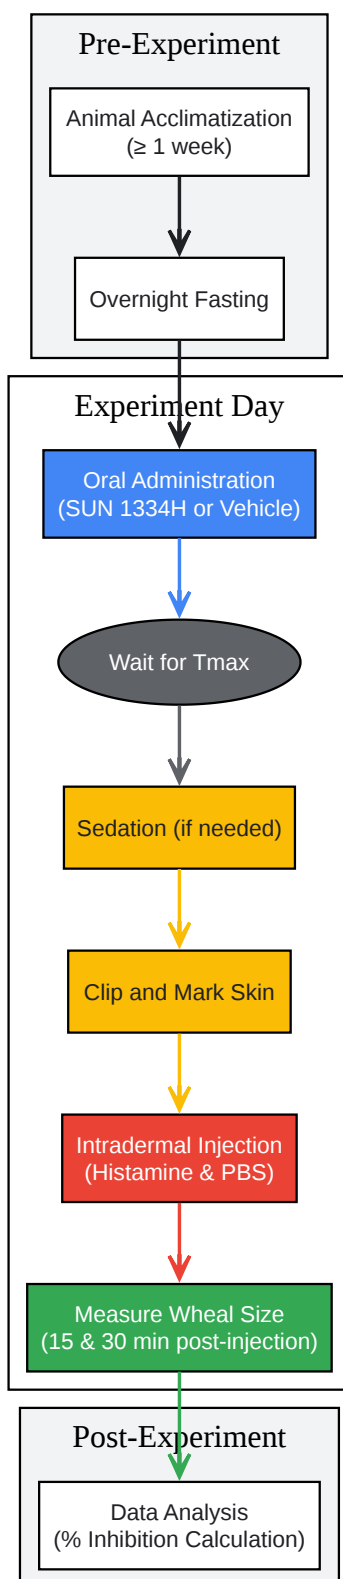 Pre-Experiment
Animal Acclimatization
(≥ 1 week)
Overnight Fasting
Experiment Day
Oral Administration
(SUN 1334H or Vehicle)
Wait for Tmax
Sedation (if needed)
Clip and Mark Skin
Intradermal Injection
(Histamine & PBS)
Measure Wheal Size
(15 & 30 min post-injection)
Post-Experiment
Data Analysis
(% Inhibition Calculation)